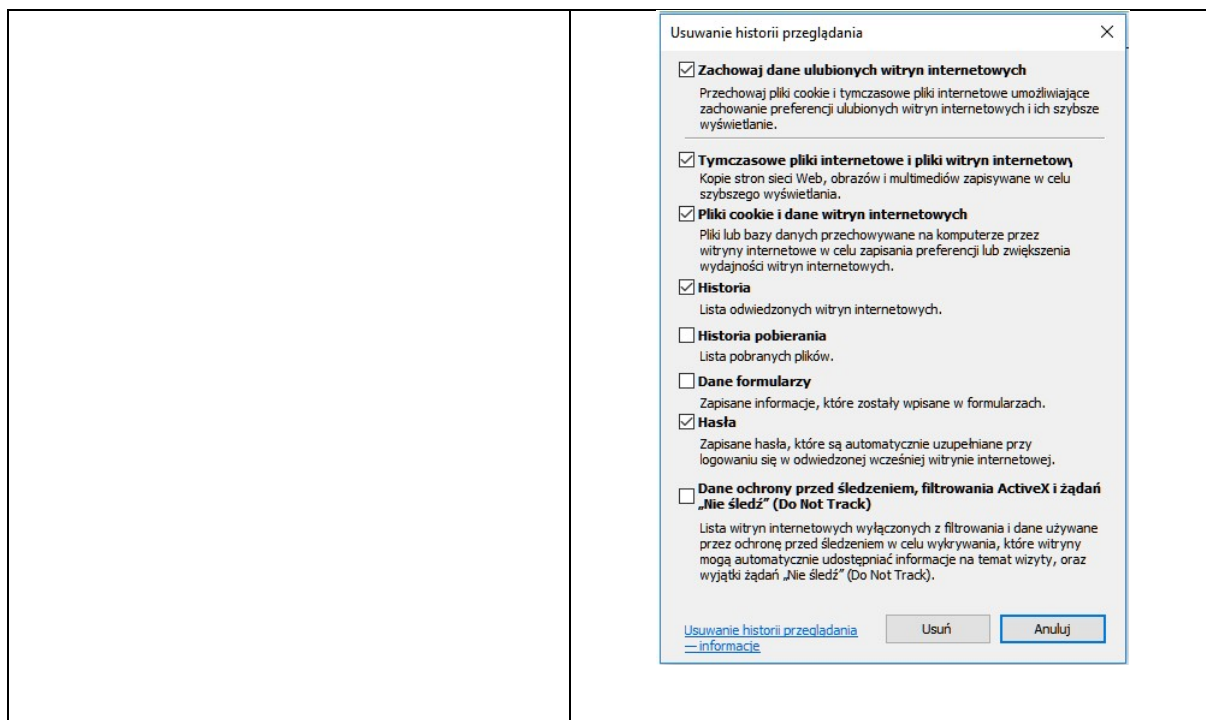 Usuwanie historii przeglądania
Zachowaj dane ulubionych witryn internetowych
Przechowaj pliki cookie i tymczasowe pliki internetowe umożliwiające
zachowanie preferencji ulubionych witryn internetowych i ich szybsze
wyświetlanie.
Tymczasowe pliki internetowe i pliki witryn internetowy
Kopie stron sieci Web, obrazów i multimediów zapisywane w celu
szybszego wyświetlania.
Pliki cookie i dane witryn internetowych
Pliki lub bazy danych przechowywane na komputerze przez
witryny internetowe w celu zapisania preferencji lub zwiększenia
wydajności witryn internetowych.
Historia
Lista odwiedzonych witryn internetowych.
Historia pobierania
Lista pobranych plików.
Dane formularzy
Zapisane informacje, które zostały wpisane w formularzach.
Hasła
Zapisane hasła, które są automatycznie uzupełniane przy
logowaniu się w odwiedzonej wcześniej witrynie internetowej.
Dane ochrony przed śledzeniem, filtrowania ActiveX i żądań
„Nie śledź” (Do Not Track)
Lista witryn internetowych wyłączonych z filtrowania i dane używane
przez ochronę przed śledzeniem w celu wykrywania, które witryny
mogą automatycznie udostępniać informacje na temat wizyty, oraz
wyjątki żądań „Nie śledź” (Do Not Track).
Usuwanie historii przeglądania
— informacje
Usuń
Anuluj